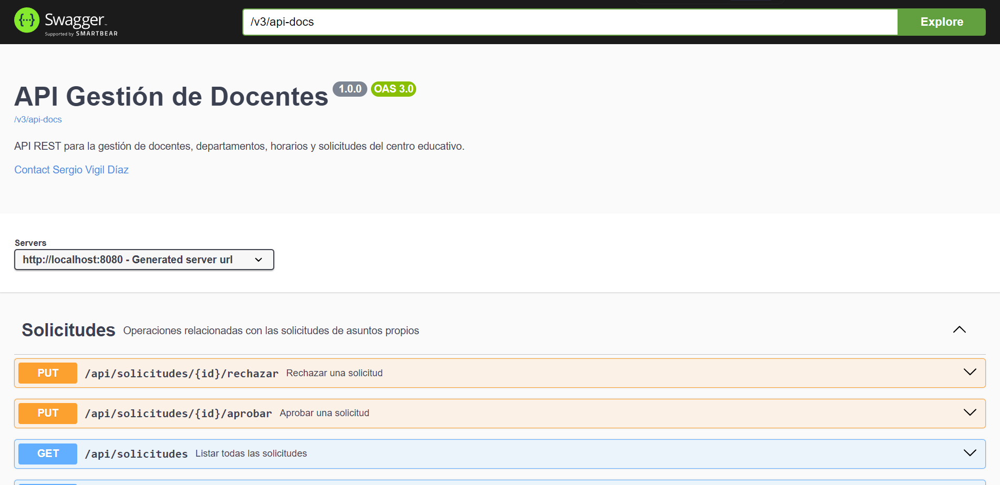 Swagger
Supported by SMARTBEAR
/v3/api-docs
Explore
API Gestión de Docentes 1.0.0 OAS 3.0
/v3/api-docs
API REST para la gestión de docentes, departamentos, horarios y solicitudes del centro educativo.
Contact Sergio Vigil Díaz
Servers
http://localhost:8080 - Generated server url
Solicitudes Operaciones relacionadas con las solicitudes de asuntos propios
PUT /api/solicitudes/{id}/rechazar Rechazar una solicitud
PUT /api/solicitudes/{id}/aprobar Aprobar una solicitud
GET /api/solicitudes Listar todas las solicitudes